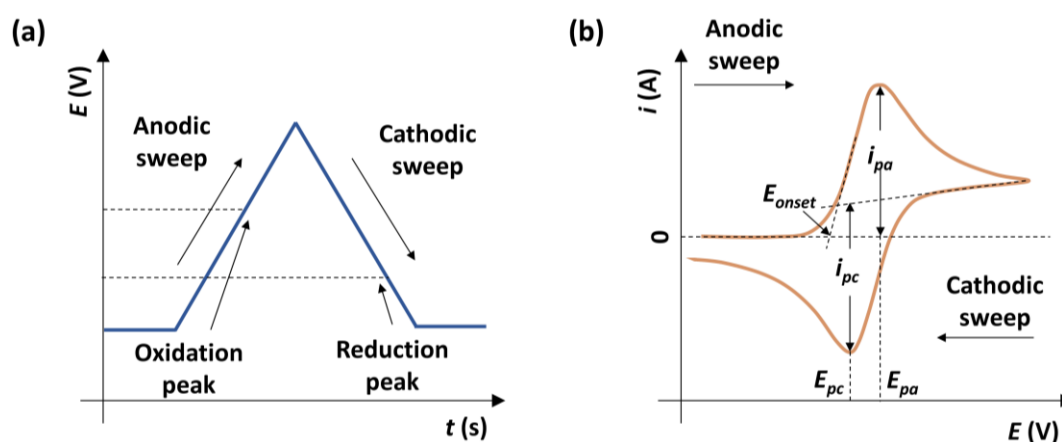 (a)
E (V)
Anodic
sweep
Cathodic
sweep
Oxidation
peak
Reduction
peak
t (s)
(b)
Anodic
sweep
i (A)
i_pa
E_onset
0
i_pc
Cathodic
sweep
E_pc
E_pa
E (V)